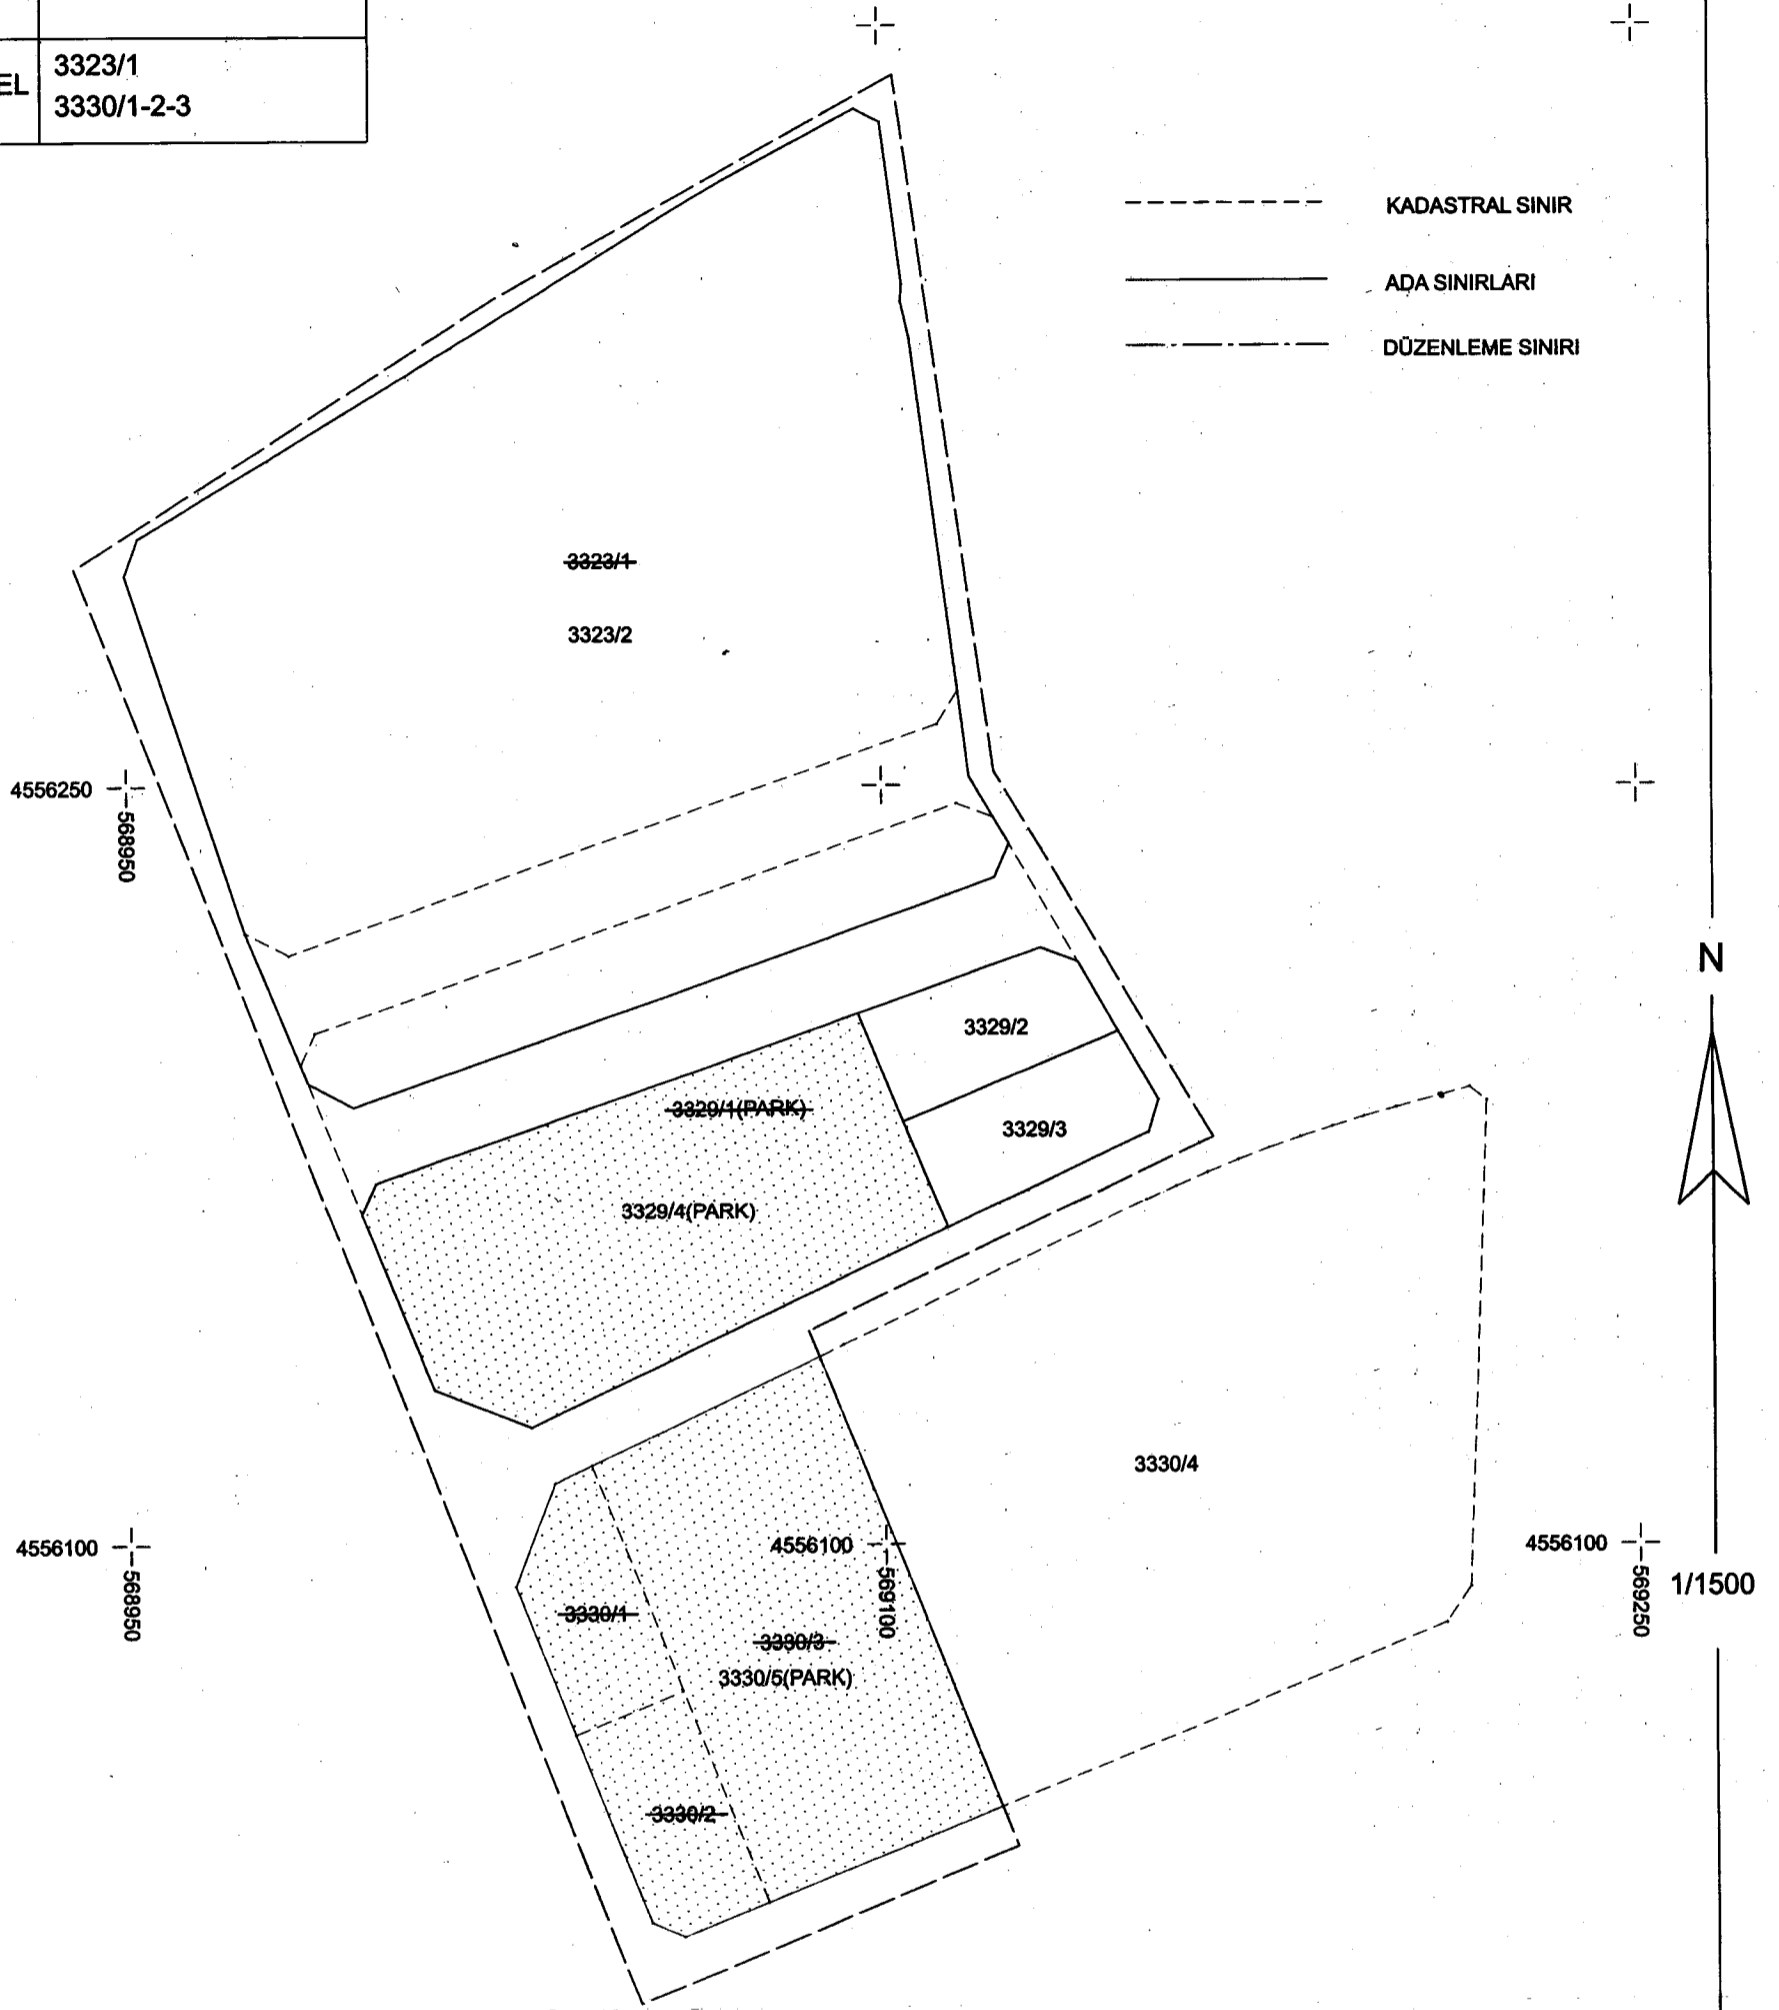 EL
3323/1
3330/1-2-3
KADASTRAL SINIR
ADA SINIRLARI
DÜZENLEME SINIRI
3323/1
3323/2
4556250
568950
N
3329/2
3329/1(PARK)
3329/3
3329/4(PARK)
3330/4
4556100
568950
4556100
569100
4556100
569250
1/1500
3330/1
3330/3
3330/5(PARK)
3330/2